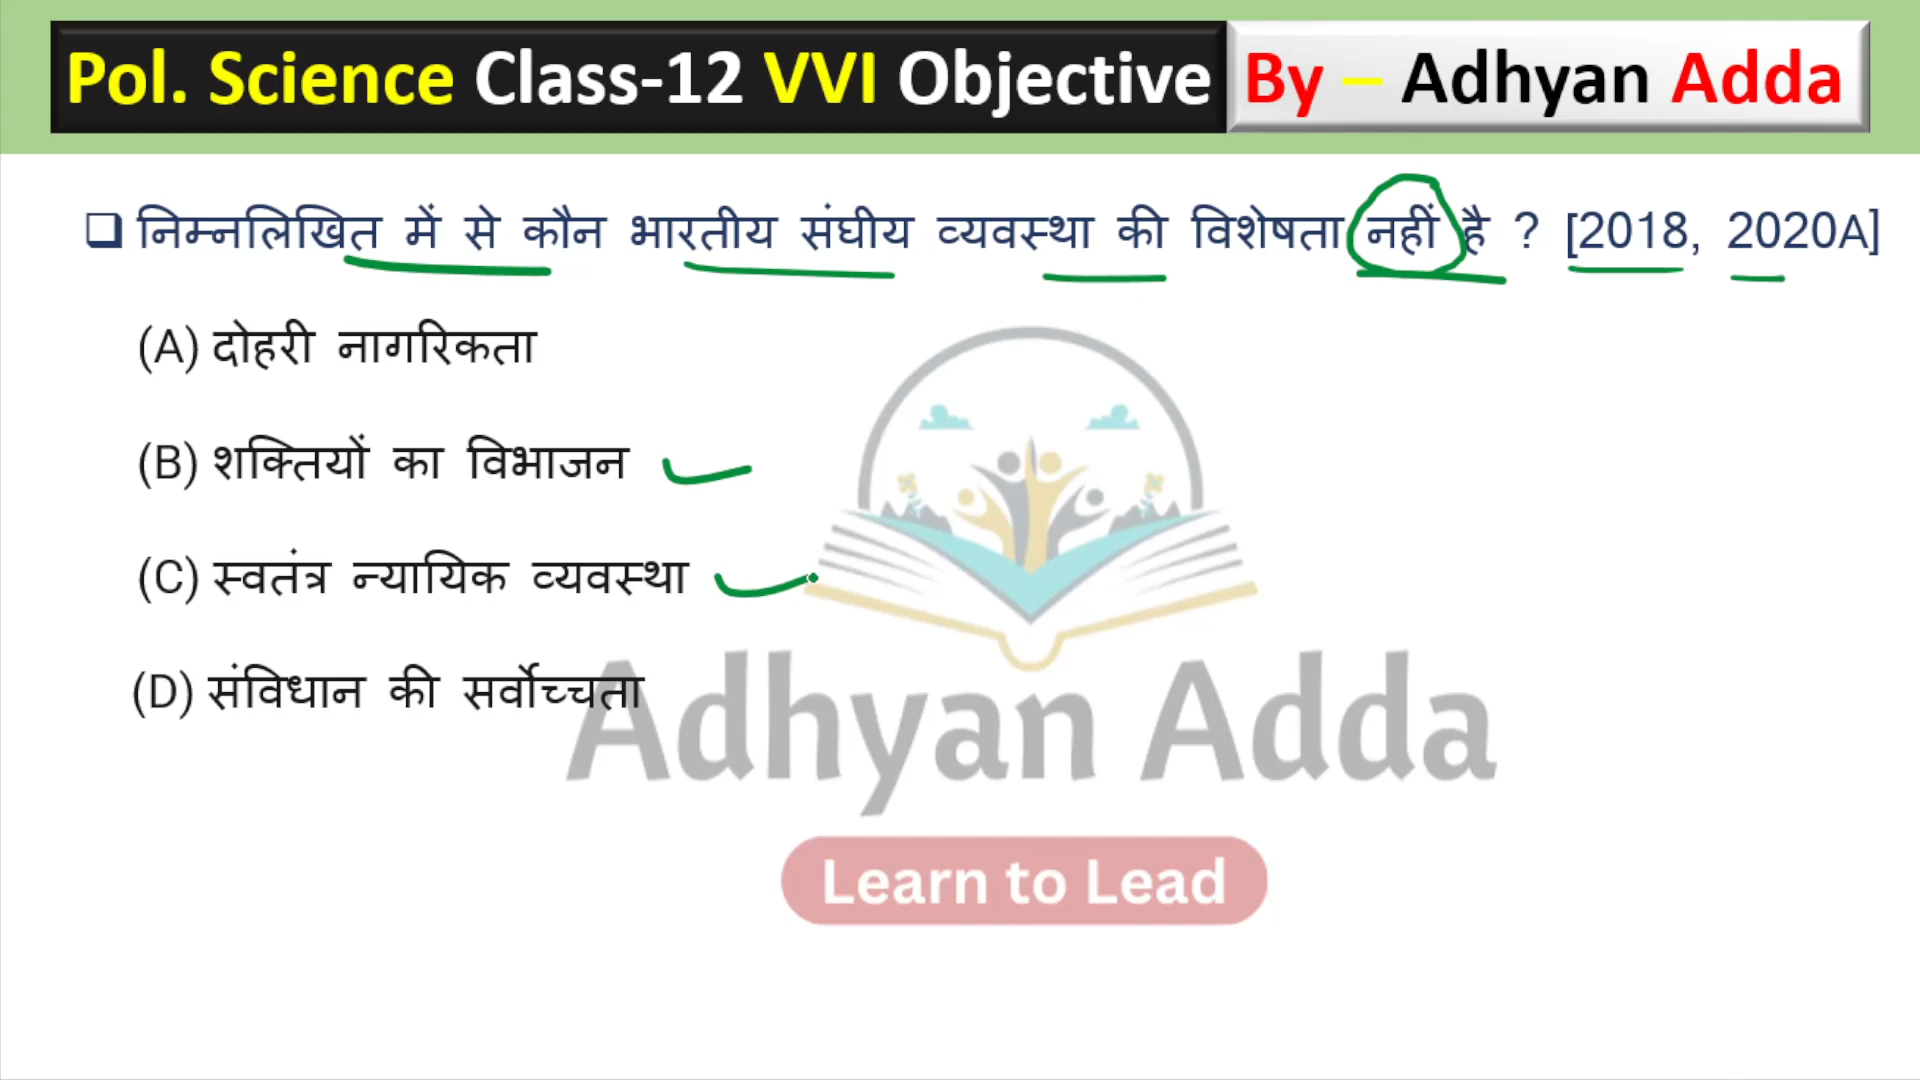 Pol. Science Class-12 VVI Objective By – Adhyan Adda
निम्नलिखित में से कौन भारतीय संघीय व्यवस्था की विशेषता नहीं है ? [2018, 2020A]
(A) दोहरी नागरिकता
(B) शक्तियों का विभाजन
(C) स्वतंत्र न्यायिक व्यवस्था
(D) संविधान की सर्वोच्चता
Adhyan Adda
Learn to Lead